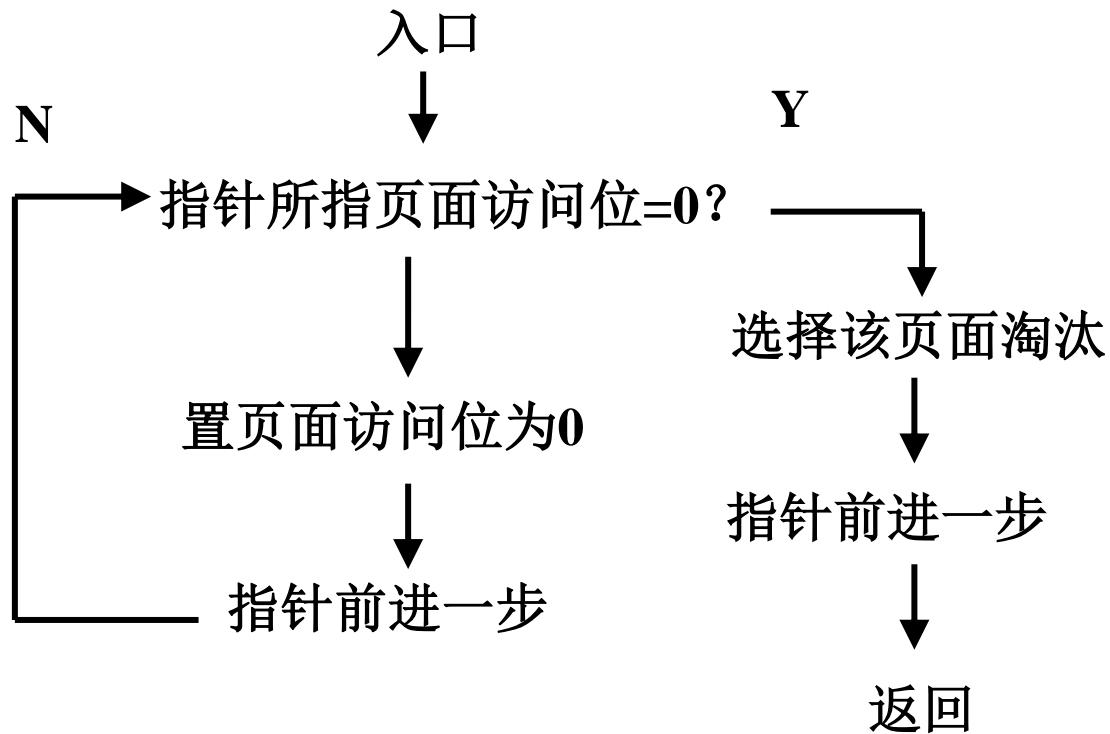 入口
N
Y
指针所指页面访问位=0?
选择该页面淘汰
置页面访问位为0
指针前进一步
指针前进一步
返回